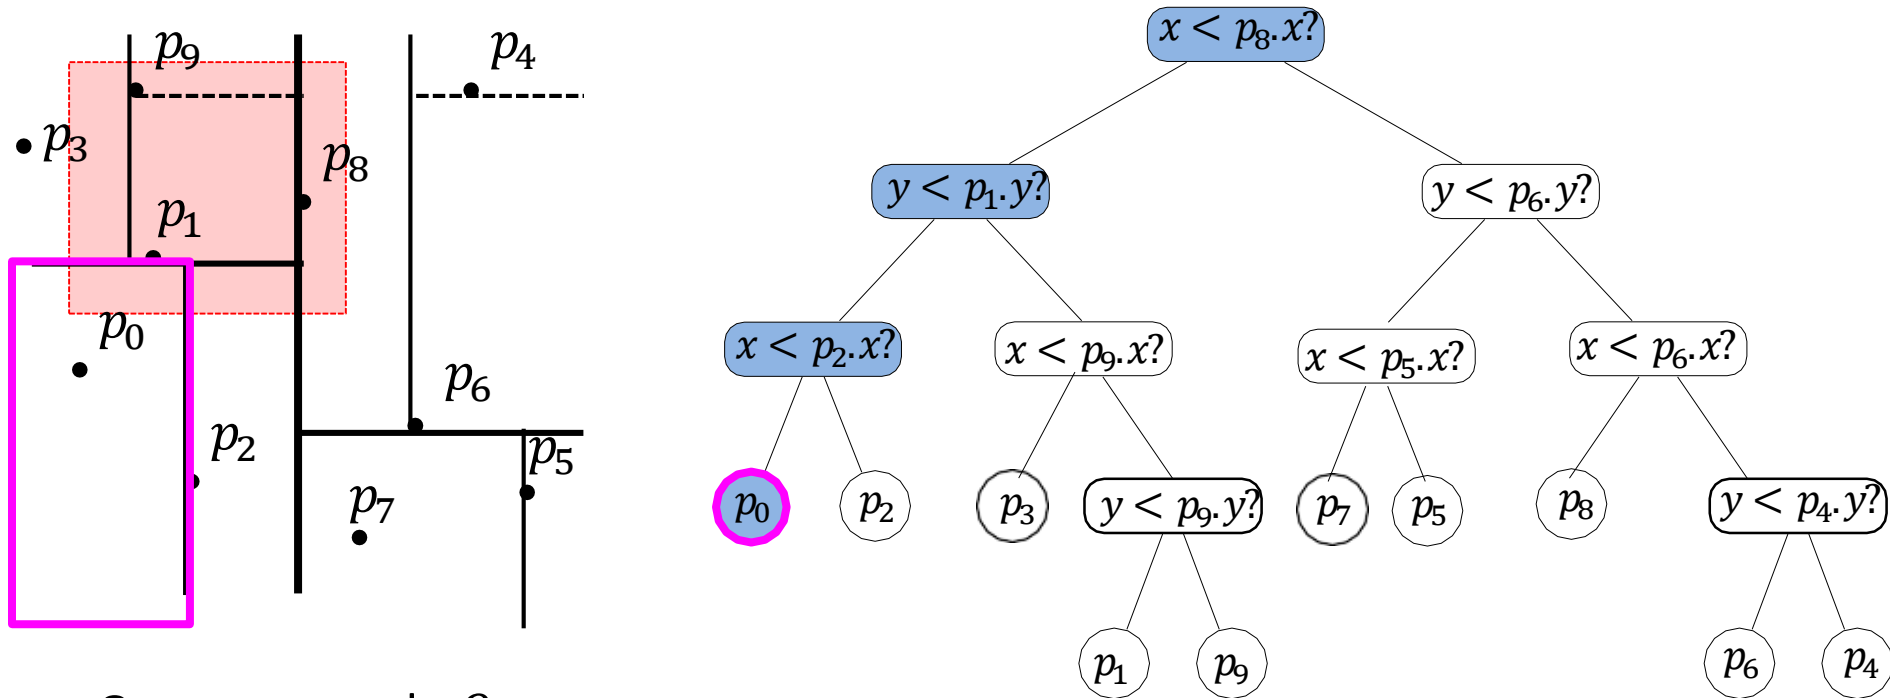 p₉
p₄
p₃
p₈
p₁
p₀
p₆
p₂
p₅
p₇
x < p₈.x?
y < p₁.y?
y < p₆.y?
x < p₂.x?
x < p₉.x?
x < p₅.x?
x < p₆.x?
p₀
p₂
p₃
y < p₉.y?
p₇
p₅
p₈
y < p₄.y?
p₁
p₉
p₆
p₄